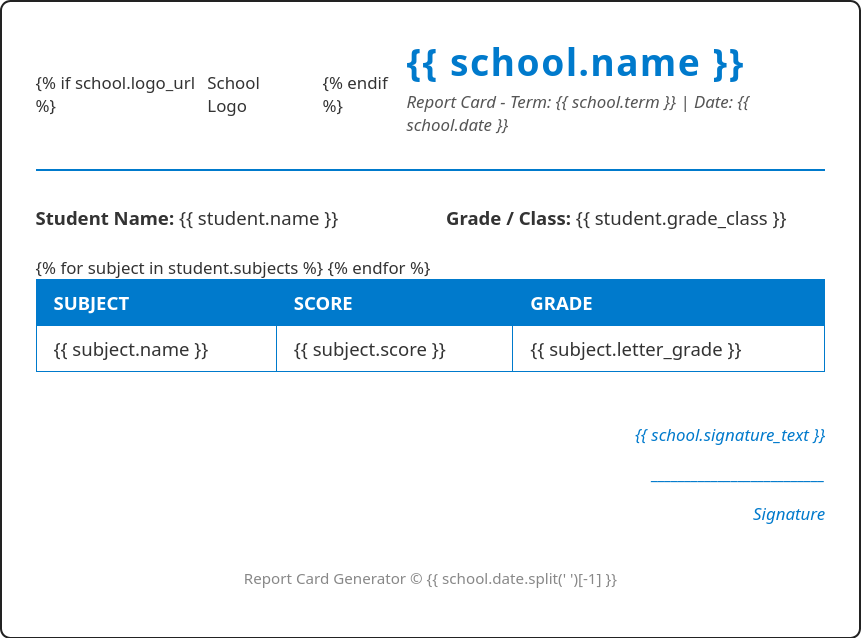 {{ school.name }}
{% if school.logo_url %}
School Logo
{% endif %}
Report Card - Term: {{ school.term }} | Date: {{
school.date }}
Student Name: {{ student.name }}
Grade / Class: {{ student.grade_class }}
{% for subject in student.subjects %} {% endfor %}
SUBJECT SCORE GRADE
{{ subject.name }} {{ subject.score }} {{ subject.letter_grade }}
{{ school.signature_text }}
_________________________
Signature
Report Card Generator © {{ school.date.split(' ')[-1] }}